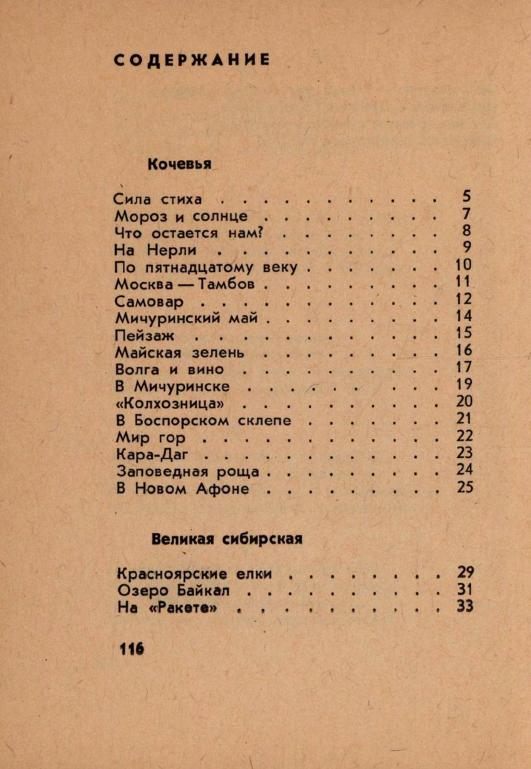 СОДЕРЖАНИЕ
Кочевья
Сила стиха . . . . . . . . . . . 5
Мороз и солнце . . . . . . . . . 7
Что остается нам? . . . . . . . . 8
На Нерли . . . . . . . . . . . 9
По пятнадцатому веку . . . . . . . 10
Москва — Тамбов . . . . . . . . . 11
Самовар . . . . . . . . . . . 12
Мичуринский май . . . . . . . . . 14
Пейзаж . . . . . . . . . . . 15
Майская зелень . . . . . . . . . 16
Волга и вино . . . . . . . . . . 17
В Мичуринске . . . . . . . . . 19
«Колхозница» . . . . . . . . . . 20
В Боспорском склепе . . . . . . . 21
Мир гор . . . . . . . . . . . 22
Кара-Даг . . . . . . . . . . . 23
Заповедная роща . . . . . . . . . 24
В Новом Афоне . . . . . . . . . 25
Великая сибирская
Красноярские елки . . . . . . . . 29
Озеро Байкал . . . . . . . . . . 31
На «Ракете» . . . . . . . . . . 33
116